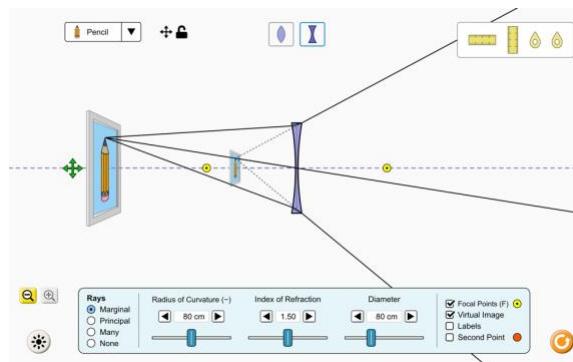 Pencil
Rays
Marginal
Principal
Many
None
Radius of Curvature (−)
80 cm
Index of Refraction
1.50
Diameter
80 cm
Focal Points (F)
Virtual Image
Labels
Second Point